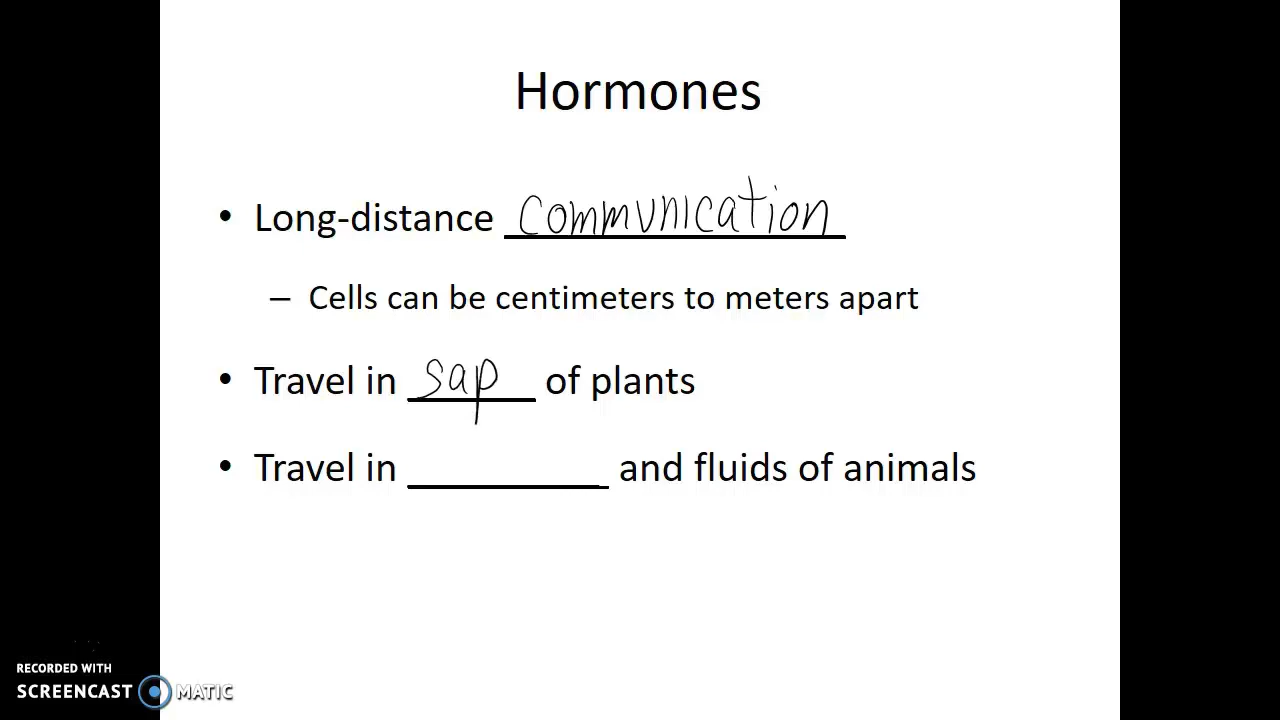 Hormones
• Long-distance communication
– Cells can be centimeters to meters apart
• Travel in sap of plants
• Travel in __________ and fluids of animals
RECORDED WITH
SCREENCAST MATIC